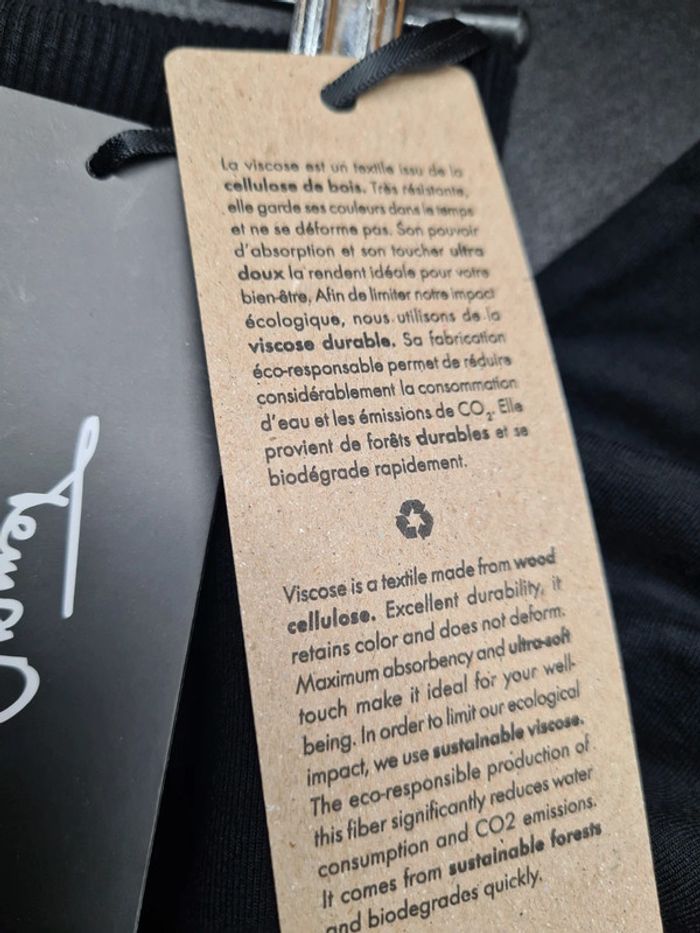 La viscose est un textile issu de la
cellulose de bois. Très résistante,
elle garde ses couleurs dans le temps
et ne se déforme pas. Son pouvoir
d'absorption et son toucher ultra
doux la rendent idéale pour votre
bien-être. Afin de limiter notre impact
écologique, nous utilisons de la
viscose durable. Sa fabrication
éco-responsable permet de réduire
considérablement la consommation
d'eau et les émissions de CO₂. Elle
provient de forêts durables et se
biodégrade rapidement.
Viscose is a textile made from wood
cellulose. Excellent durability, it
retains color and does not deform.
Maximum absorbency and ultra-soft
touch make it ideal for your well-
being. In order to limit our ecological
impact, we use sustainable viscose.
The eco-responsible production of
this fiber significantly reduces water
consumption and CO2 emissions.
It comes from sustainable forests
and biodegrades quickly.